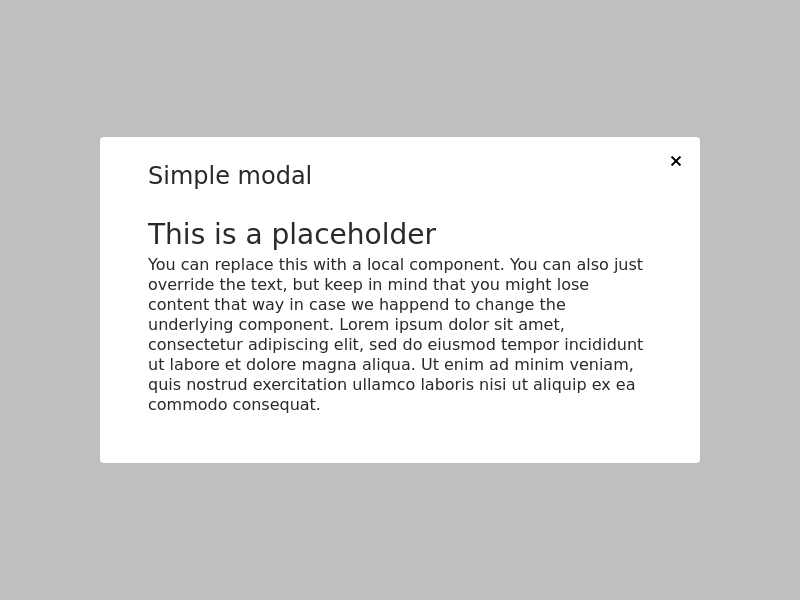 Simple modal
This is a placeholder
You can replace this with a local component. You can also just
override the text, but keep in mind that you might lose
content that way in case we happend to change the
underlying component. Lorem ipsum dolor sit amet,
consectetur adipiscing elit, sed do eiusmod tempor incididunt
ut labore et dolore magna aliqua. Ut enim ad minim veniam,
quis nostrud exercitation ullamco laboris nisi ut aliquip ex ea
commodo consequat.